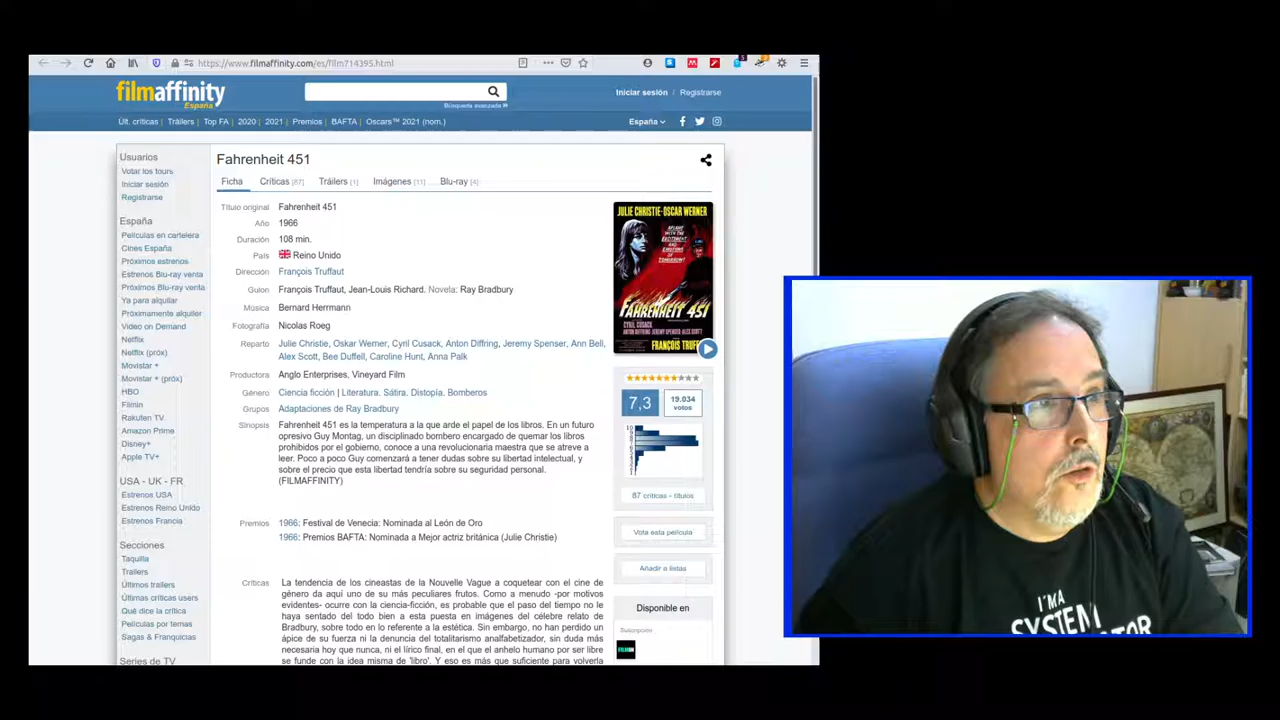 https://www.filmaffinity.com/es/film714395.html
filmaffinity
España
Búsqueda avanzada
Iniciar sesión / Registrarse
Últ. críticas | Tráilers | Top FA | 2020 | 2021 | Premios | BAFTA | Oscars™ 2021 (nom.)
España
Usuarios
Votar los tours
Iniciar sesión
Registrarse
España
Películas en cartelera
Cines España
Próximos estrenos
Estrenos Blu-ray venta
Próximos Blu-ray venta
Ya para alquilar
Próximamente alquiler
Video on Demand
Netflix
Netflix (próx)
Movistar +
Movistar + (próx)
HBO
Filmin
Rakuten TV
Amazon Prime
Disney+
Apple TV+
USA - UK - FR
Estrenos USA
Estrenos Reino Unido
Estrenos Francia
Secciones
Taquilla
Trailers
Últimos trailers
Últimas críticas users
Qué dice la crítica
Películas por temas
Sagas & Franquicias
Series de TV
Fahrenheit 451
Ficha Críticas [87] Tráilers [1] Imágenes [11] Blu-ray [4]
Título original Fahrenheit 451
Año 1966
Duración 108 min.
País Reino Unido
Dirección François Truffaut
Guion François Truffaut, Jean-Louis Richard. Novela: Ray Bradbury
Música Bernard Herrmann
Fotografía Nicolas Roeg
Reparto Julie Christie, Oskar Werner, Cyril Cusack, Anton Diffring, Jeremy Spenser, Ann Bell,
Alex Scott, Bee Duffell, Caroline Hunt, Anna Palk
Productora Anglo Enterprises, Vineyard Film
Género Ciencia ficción | Literatura. Sátira. Distopía. Bomberos
Grupos Adaptaciones de Ray Bradbury
Sinopsis Fahrenheit 451 es la temperatura a la que arde el papel de los libros. En un futuro
opresivo Guy Montag, un disciplinado bombero encargado de quemar los libros
prohibidos por el gobierno, conoce a una revolucionaria maestra que se atreve a
leer. Poco a poco Guy comenzará a tener dudas sobre su libertad intelectual, y
sobre el precio que esta libertad tendría sobre su seguridad personal.
(FILMAFFINITY)
Premios 1966: Festival de Venecia: Nominada al León de Oro
1966: Premios BAFTA: Nominada a Mejor actriz británica (Julie Christie)
Críticas La tendencia de los cineastas de la Nouvelle Vague a coquetear con el cine de
género da aquí uno de su más peculiares frutos. Como a menudo -por motivos
evidentes- ocurre con la ciencia-ficción, es probable que el paso del tiempo no le
haya sentado del todo bien a esta puesta en imágenes del célebre relato de
Bradbury, sobre todo en lo referente a la estética. Sin embargo, no han perdido un
ápice de su fuerza ni la denuncia del totalitarismo analfabetizador, sin duda más
necesaria hoy que nunca, ni el lírico final, en el que el anhelo humano por ser libre
se funde con la idea misma de 'libro'. Y eso es más que suficiente para volverla
JULIE CHRISTIE·OSCAR WERNER
FAHRENHEIT 451
CYRIL CUSACK
ANTON DIFFRING JEREMY SPENSER ALEX SCOTT
7,3
19.034
votos
87 críticas - títulos
Vota esta película
Añadir a listas
Disponible en
Suscripción
FILMIN
I'MA
SYSTEM